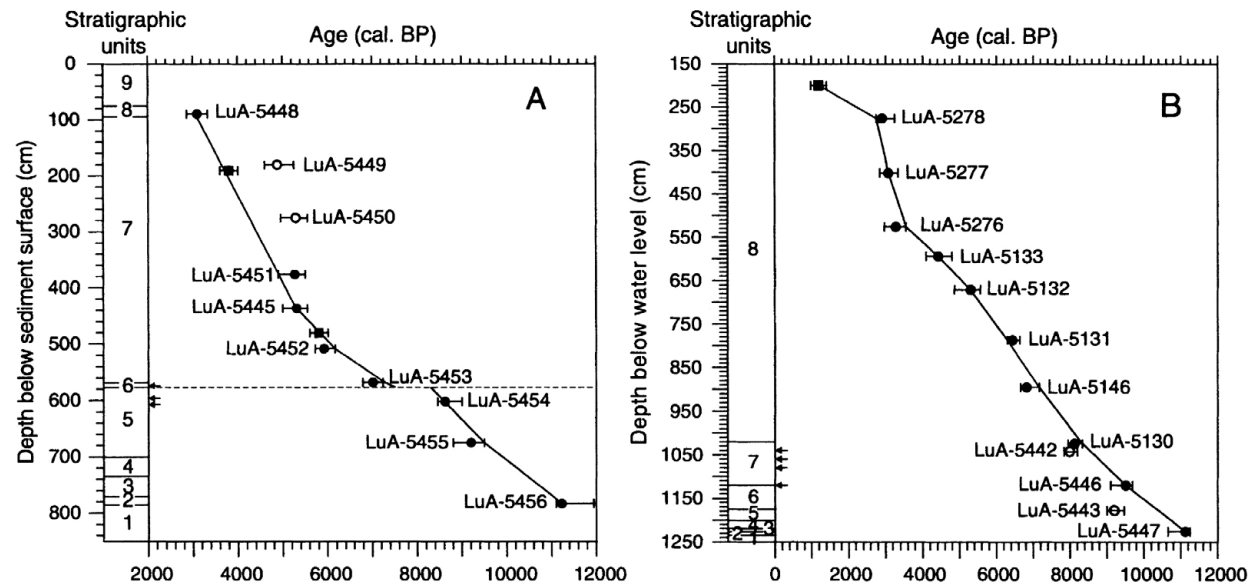 Stratigraphic
units
Age (cal. BP)
A
Depth below sediment surface (cm)
0
100
200
300
400
500
600
700
800
9
8
7
6
5
4
3
2
1
LuA-5448
LuA-5449
LuA-5450
LuA-5451
LuA-5445
LuA-5452
LuA-5453
LuA-5454
LuA-5455
LuA-5456
2000
4000
6000
8000
10000
12000
Stratigraphic
units
Age (cal. BP)
B
Depth below water level (cm)
150
250
350
450
550
650
750
850
950
1050
1150
1250
8
7
6
5
4
3
2
1
LuA-5278
LuA-5277
LuA-5276
LuA-5133
LuA-5132
LuA-5131
LuA-5146
LuA-5130
LuA-5442
LuA-5446
LuA-5443
LuA-5447
0
2000
4000
6000
8000
10000
12000